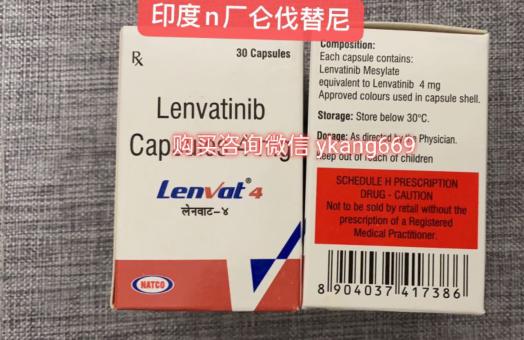 印度n厂仑伐替尼
Rx
30 Capsules
Lenvatinib
购买咨询微信 ykang669
Lenvat® 4
लेनवाट-४
NATCO
Composition:
Each capsule contains:
Lenvatinib Mesylate
equivalent to Lenvatinib 4 mg
Approved colours used in capsule shell.
Storage: Store below 30°C.
Dosage: As directed by the Physician.
Keep out of reach of children
SCHEDULE H PRESCRIPTION
DRUG - CAUTION
Not to be sold by retail without the
prescription of a Registered
Medical Practitioner.
8 904037 417386